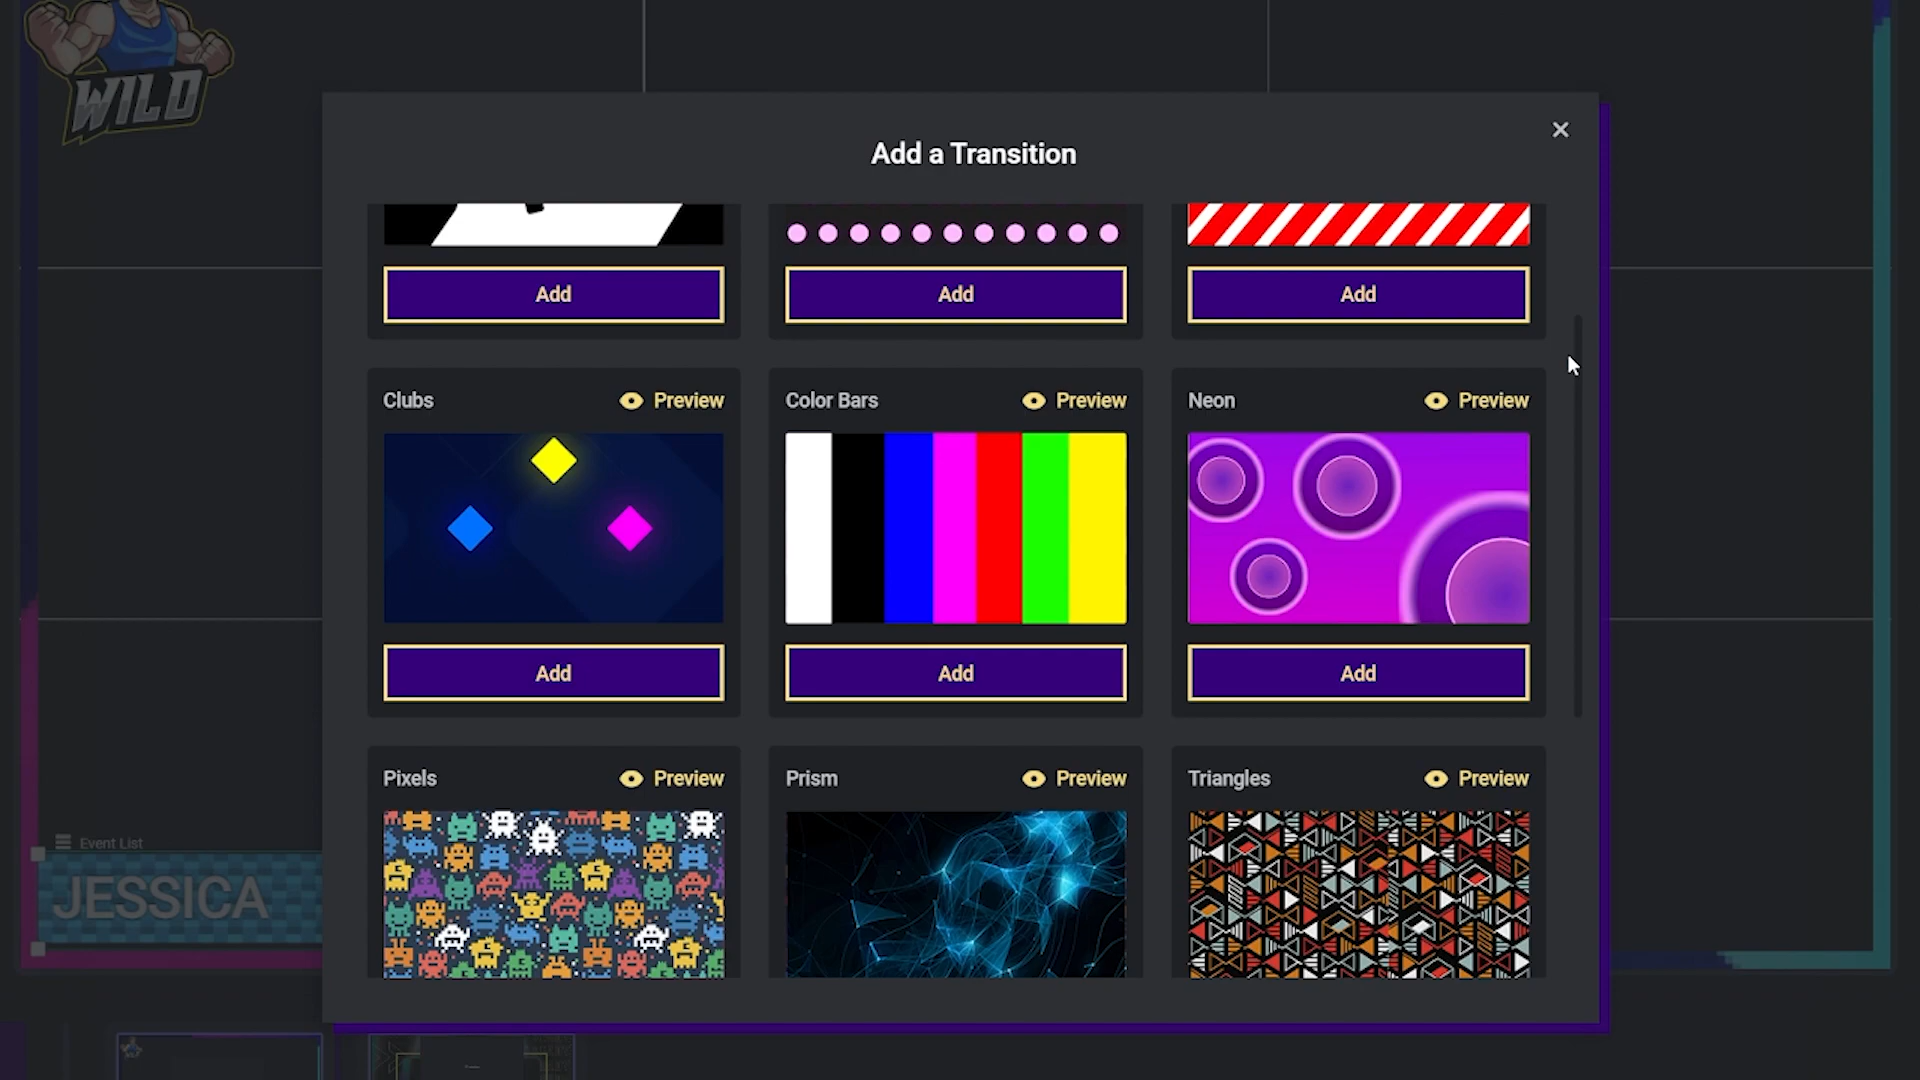 WILD
Add a Transition
Add
Add
Add
Clubs
Preview
Color Bars
Preview
Neon
Preview
Add
Add
Add
Pixels
Preview
Prism
Preview
Triangles
Preview
Event List
JESSICA